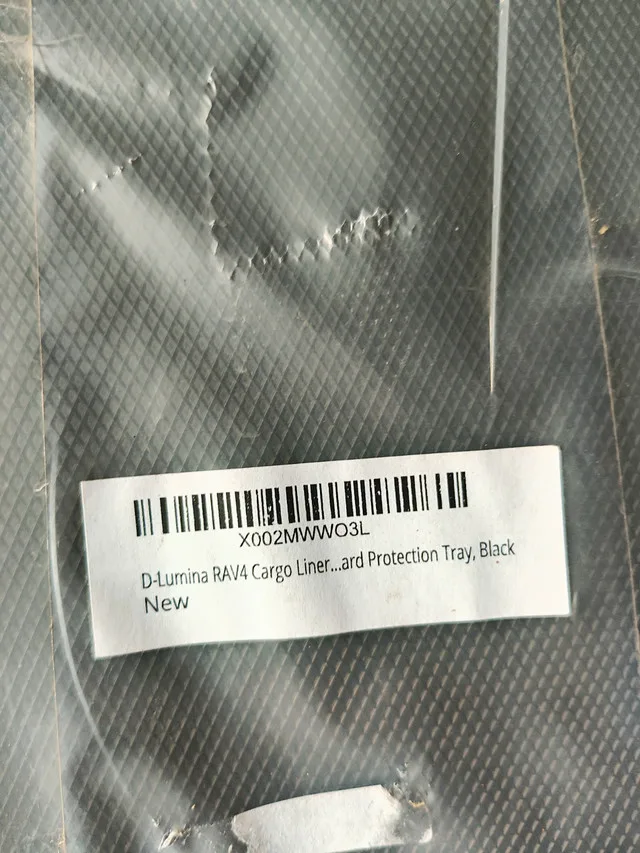 X002MWWO3L
D-Lumina RAV4 Cargo Liner...ard Protection Tray, Black
New